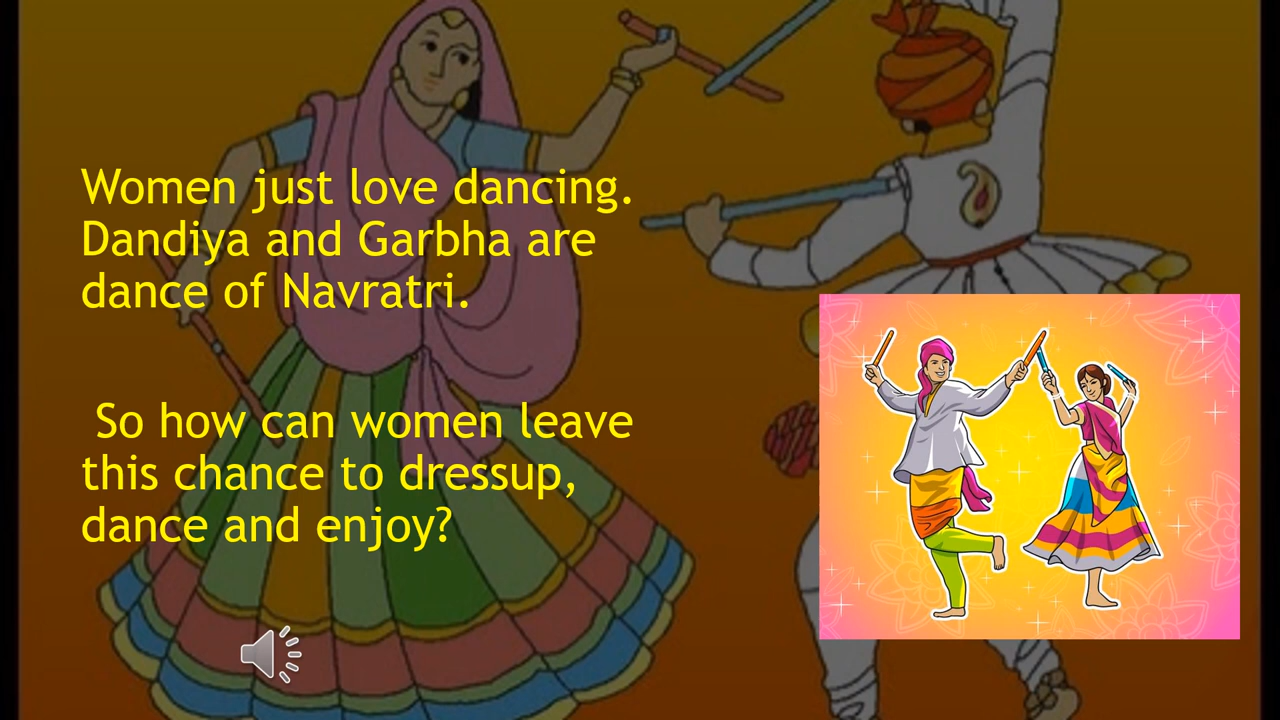 Women just love dancing.
Dandiya and Garbha are
dance of Navratri.
So how can women leave
this chance to dressup,
dance and enjoy?